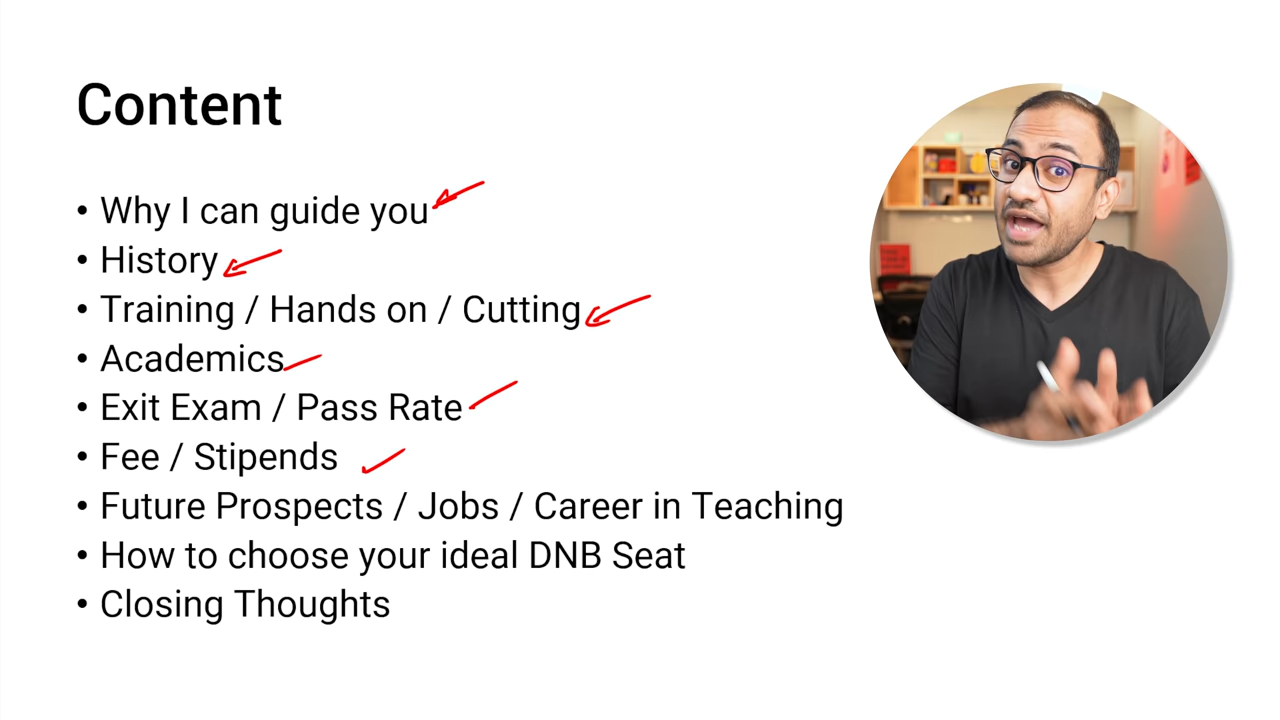 Content
• Why I can guide you
• History
• Training / Hands on / Cutting
• Academics
• Exit Exam / Pass Rate
• Fee / Stipends
• Future Prospects / Jobs / Career in Teaching
• How to choose your ideal DNB Seat
• Closing Thoughts